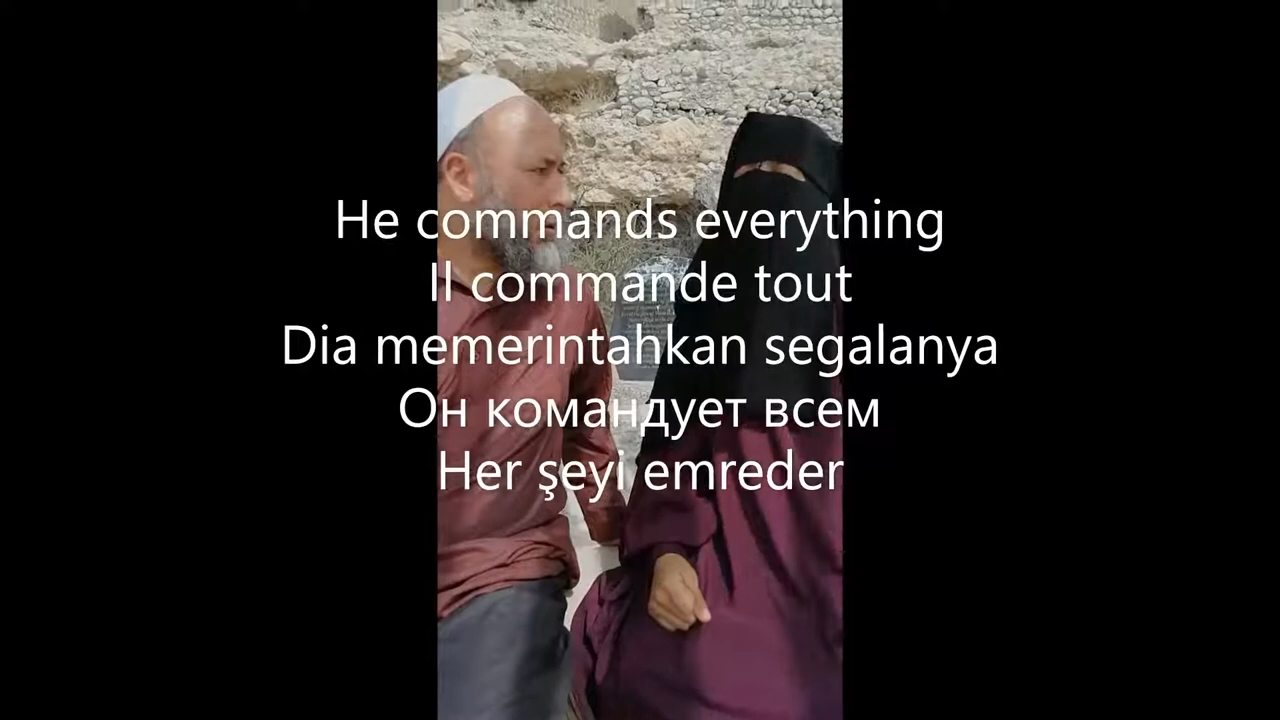 He commands everything
Il commande tout
Dia memerintahkan segalanya
Он командует всем
Her şeyi emreder